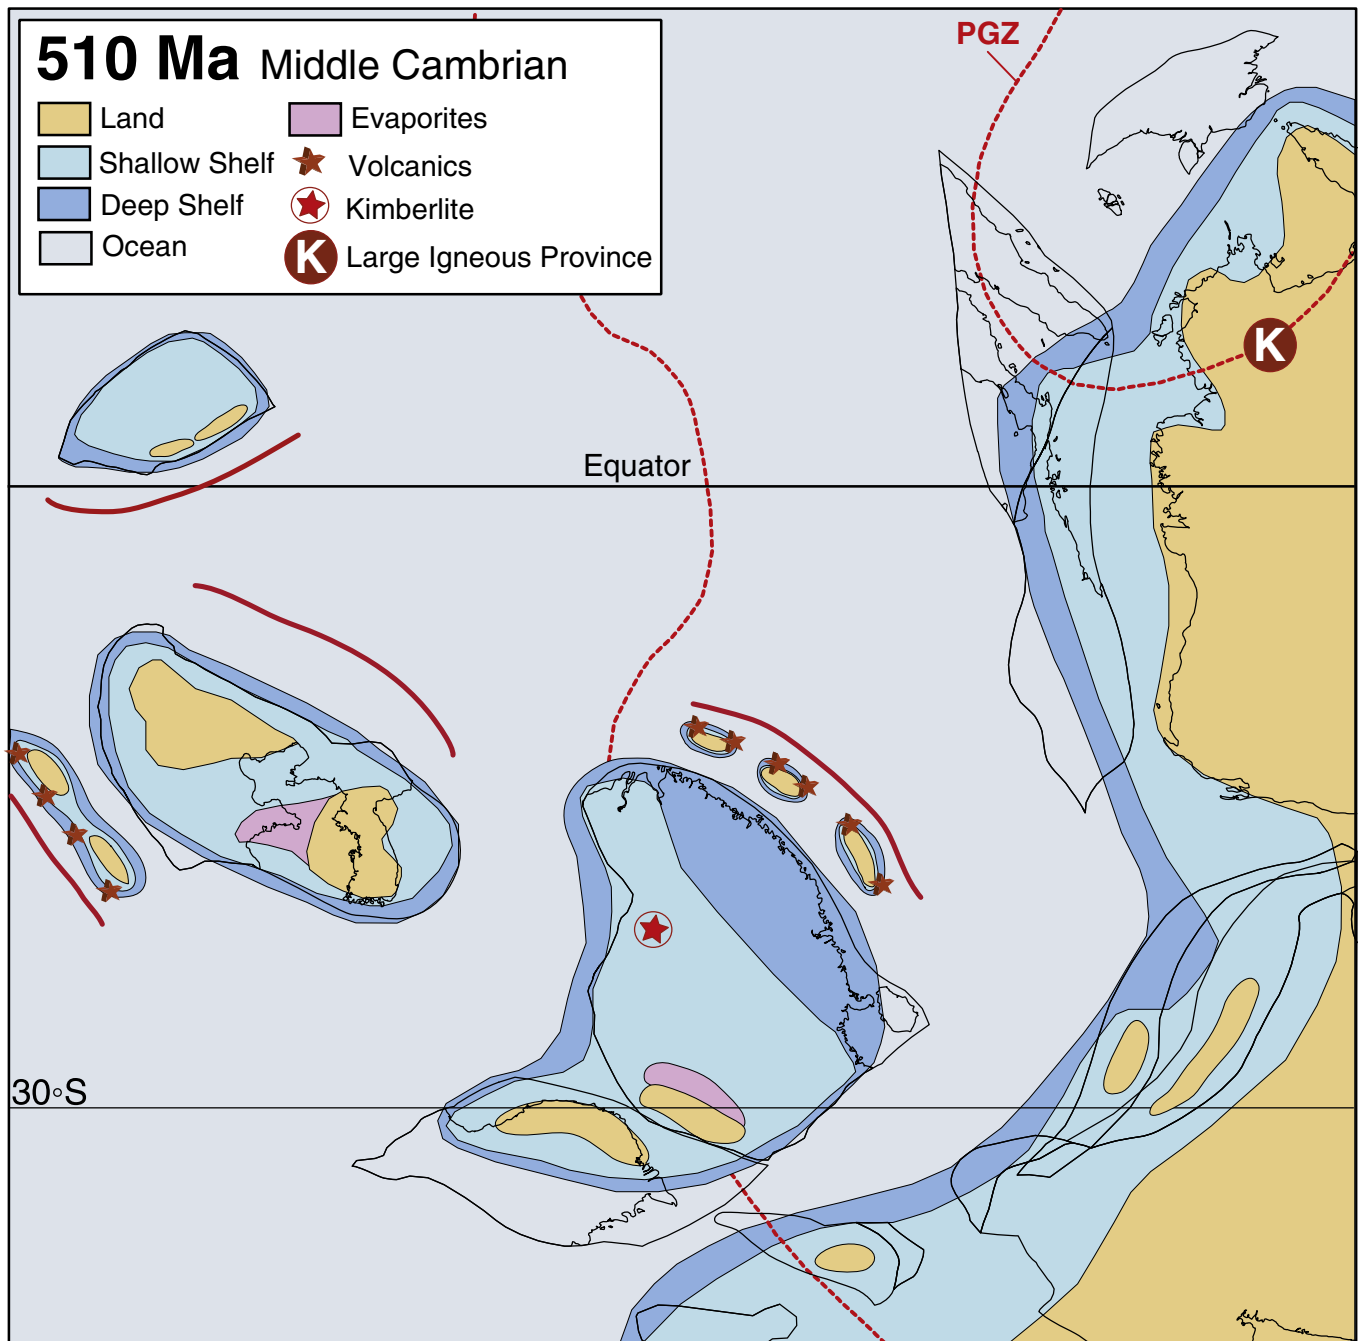 510 Ma Middle Cambrian
Land
Evaporites
Shallow Shelf
Volcanics
Deep Shelf
Kimberlite
Ocean
K Large Igneous Province
PGZ
K
Equator
30°S